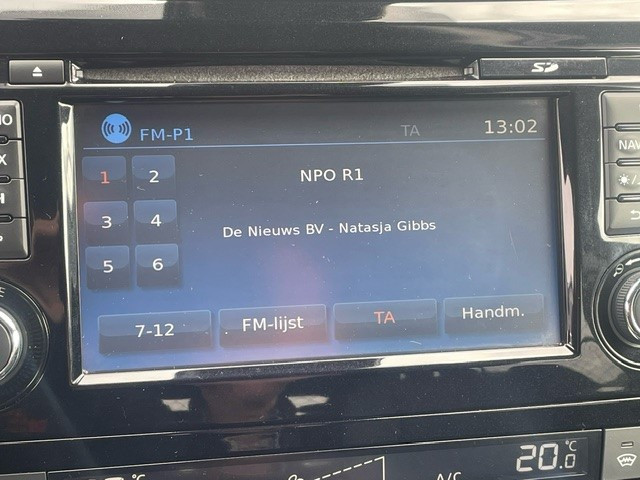 SD
FM-P1 TA 13:02
1 2
NPO R1
3 4
De Nieuws BV - Natasja Gibbs
5 6
7-12 FM-lijst TA Handm.
NAV
A/C 20.0 °C
°C